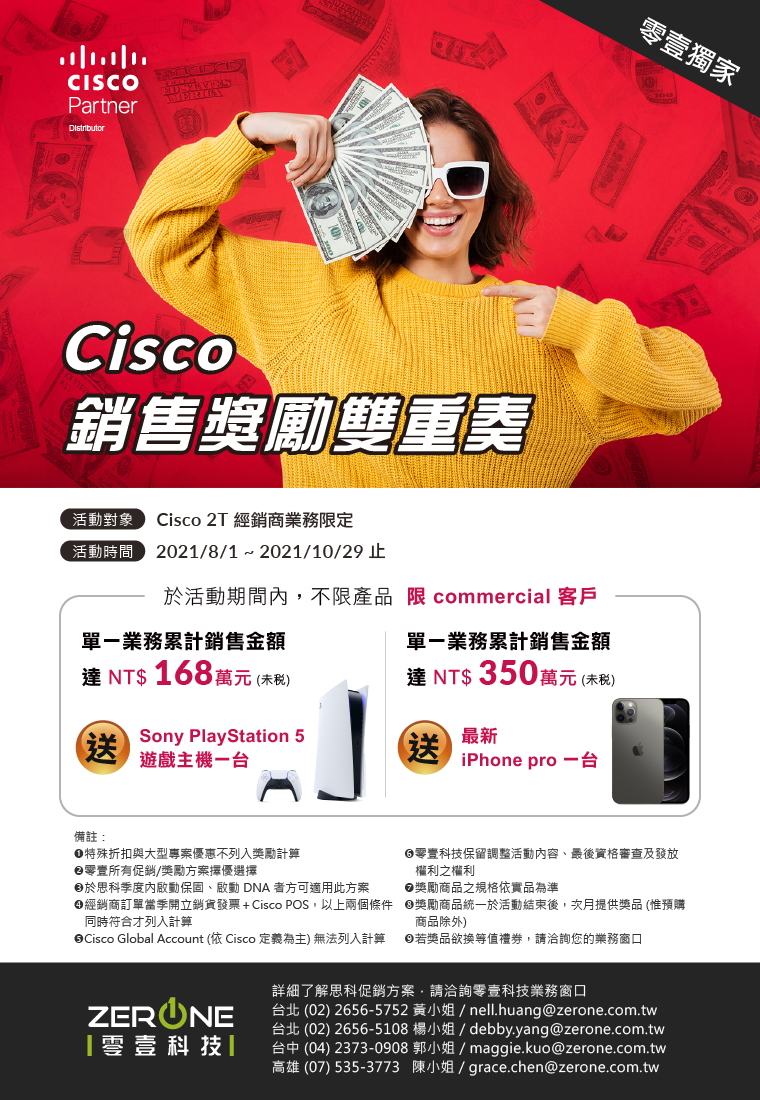 零壹獨家
CISCO
Partner
Distributor
Cisco
銷售獎勵雙重奏
活動對象 Cisco 2T 經銷商業務限定
活動時間 2021/8/1 ~ 2021/10/29 止
於活動期間內，不限產品 限 commercial 客戶
單一業務累計銷售金額
達 NT$ 168萬元 (未稅)
送
Sony PlayStation 5
遊戲主機一台
單一業務累計銷售金額
達 NT$ 350萬元 (未稅)
送
最新
iPhone pro 一台
備註：
❶特殊折扣與大型專案優惠不列入獎勵計算
❷零壹所有促銷/獎勵方案擇優選擇
❸於思科季度內啟動保固、啟動 DNA 者方可適用此方案
❹經銷商訂單當季開立銷貨發票＋Cisco POS，以上兩個條件
同時符合才列入計算
❺Cisco Global Account (依 Cisco 定義為主) 無法列入計算
❻零壹科技保留調整活動內容、最後資格審查及發放
權利之權利
❼獎勵商品之規格依實品為準
❽獎勵商品統一於活動結束後，次月提供獎品 (惟預購
商品除外)
❾若獎品欲換等值禮券，請洽詢您的業務窗口
ZERONE
零壹科技
詳細了解思科促銷方案．請洽詢零壹科技業務窗口
台北 (02) 2656-5752 黃小姐 / nell.huang@zerone.com.tw
台北 (02) 2656-5108 楊小姐 / debby.yang@zerone.com.tw
台中 (04) 2373-0908 郭小姐 / maggie.kuo@zerone.com.tw
高雄 (07) 535-3773 陳小姐 / grace.chen@zerone.com.tw